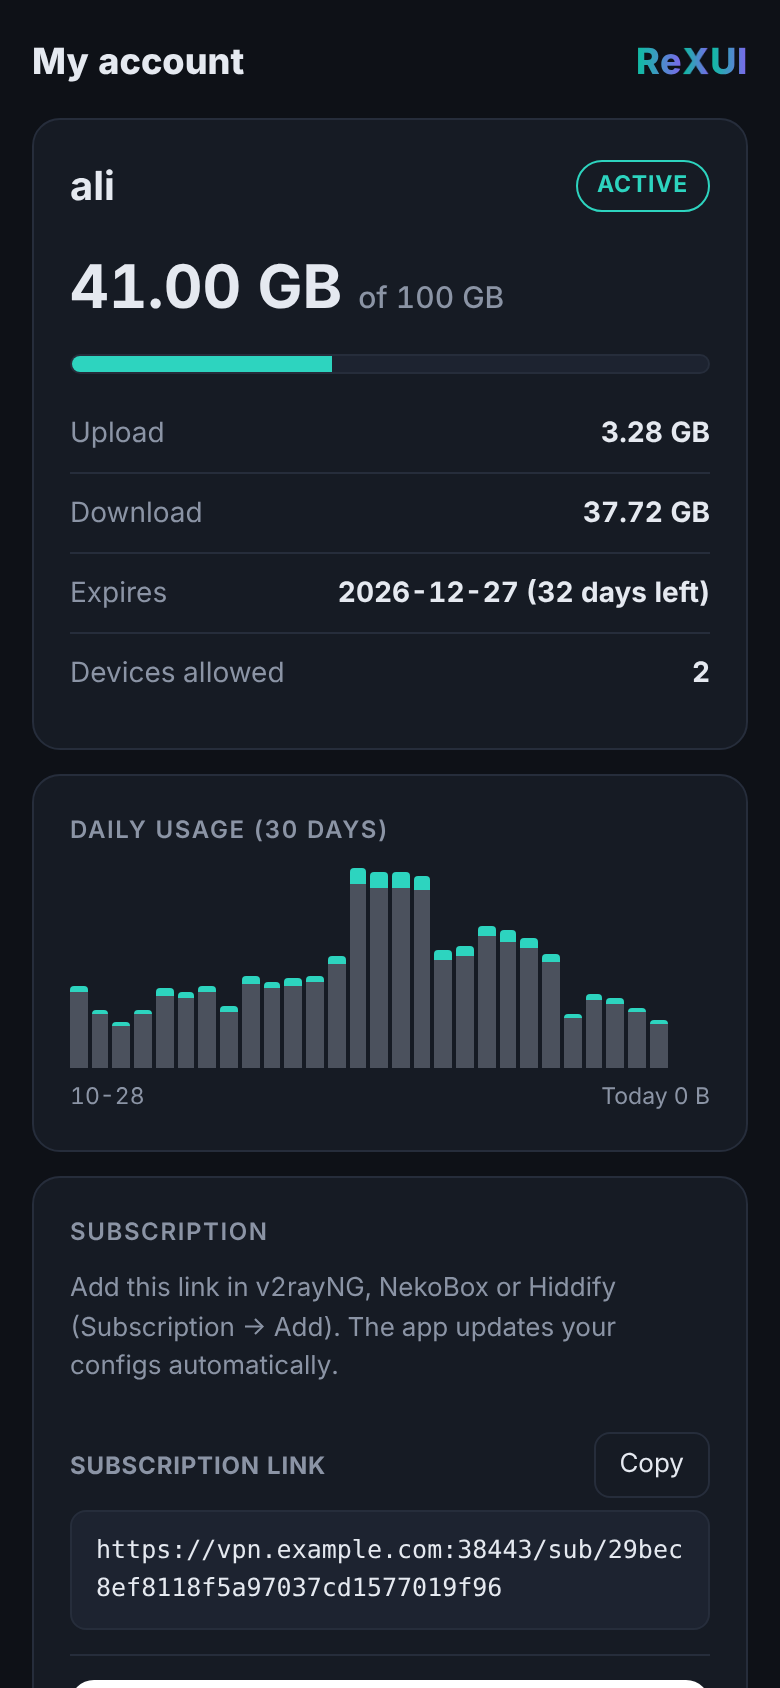 My account
ReXUI
ali
ACTIVE
41.00 GB of 100 GB
Upload
3.28 GB
Download
37.72 GB
Expires
2026-12-27 (32 days left)
Devices allowed
2
DAILY USAGE (30 DAYS)
10-28
Today 0 B
SUBSCRIPTION
Add this link in v2rayNG, NekoBox or Hiddify
(Subscription → Add). The app updates your
configs automatically.
SUBSCRIPTION LINK
Copy
https://vpn.example.com:38443/sub/29bec
8ef8118f5a97037cd1577019f96